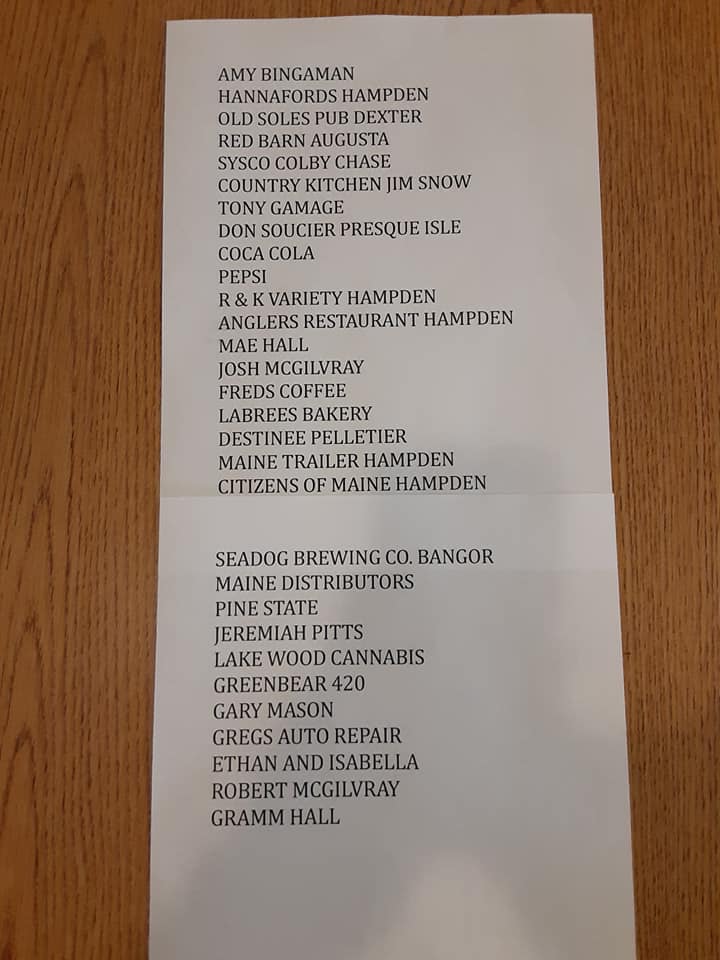 AMY BINGAMAN
HANNAFORDS HAMPDEN
OLD SOLES PUB DEXTER
RED BARN AUGUSTA
SYSCO COLBY CHASE
COUNTRY KITCHEN JIM SNOW
TONY GAMAGE
DON SOUCIER PRESQUE ISLE
COCA COLA
PEPSI
R & K VARIETY HAMPDEN
ANGLERS RESTAURANT HAMPDEN
MAE HALL
JOSH MCGILVRAY
FREDS COFFEE
LABREES BAKERY
DESTINEE PELLETIER
MAINE TRAILER HAMPDEN
CITIZENS OF MAINE HAMPDEN
SEADOG BREWING CO. BANGOR
MAINE DISTRIBUTORS
PINE STATE
JEREMIAH PITTS
LAKE WOOD CANNABIS
GREENBEAR 420
GARY MASON
GREGS AUTO REPAIR
ETHAN AND ISABELLA
ROBERT MCGILVRAY
GRAMM HALL